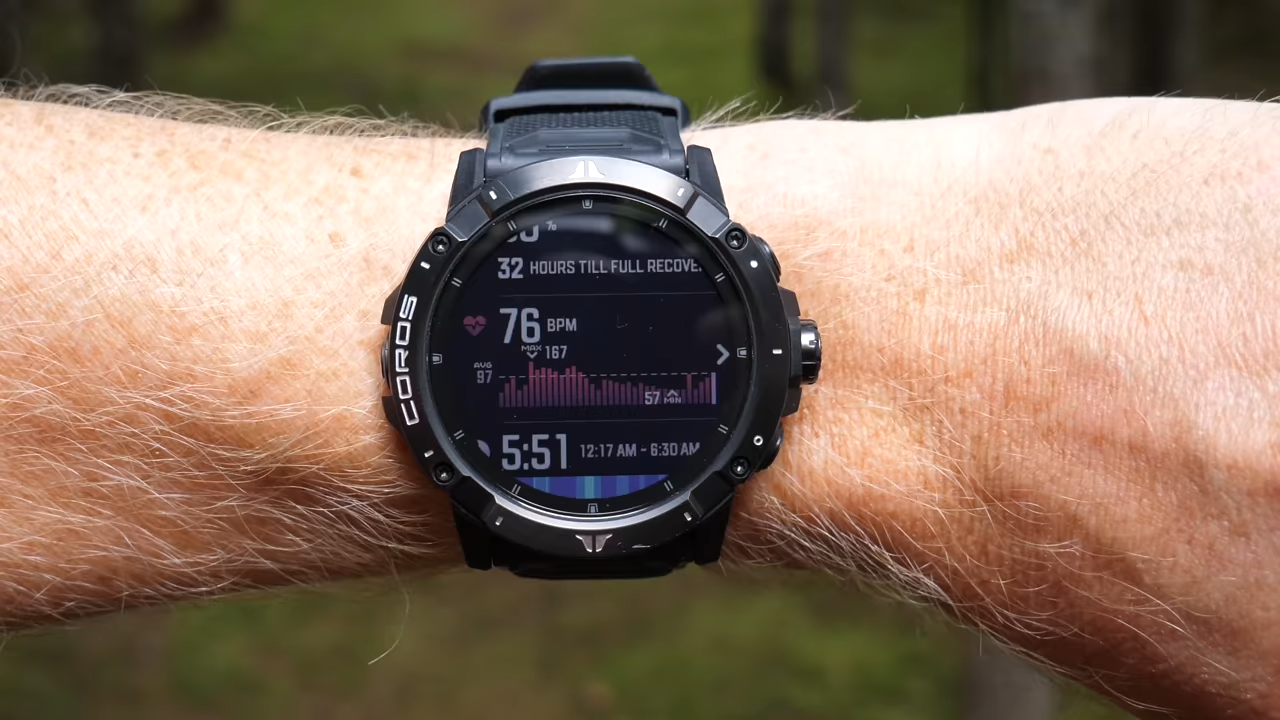 %
32 HOURS TILL FULL RECOVE
76 BPM
MAX 167
AVG
97
57 MIN
5:51 12:17 AM - 6:30 AM
COROS